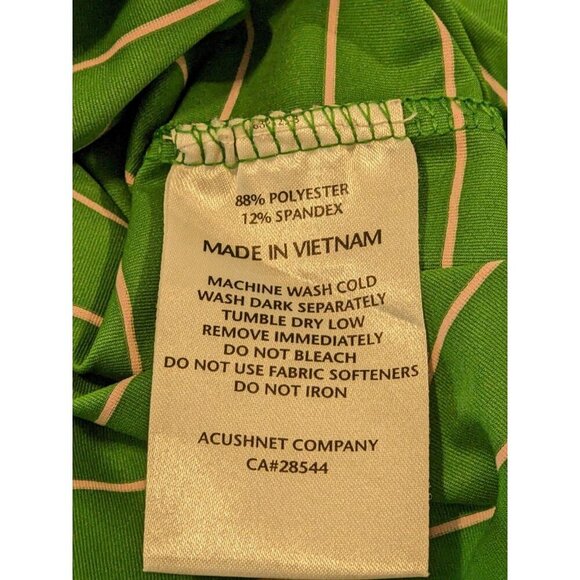 88% POLYESTER
12% SPANDEX
MADE IN VIETNAM
MACHINE WASH COLD
WASH DARK SEPARATELY
TUMBLE DRY LOW
REMOVE IMMEDIATELY
DO NOT BLEACH
DO NOT USE FABRIC SOFTENERS
DO NOT IRON
ACUSHNET COMPANY
CA#28544